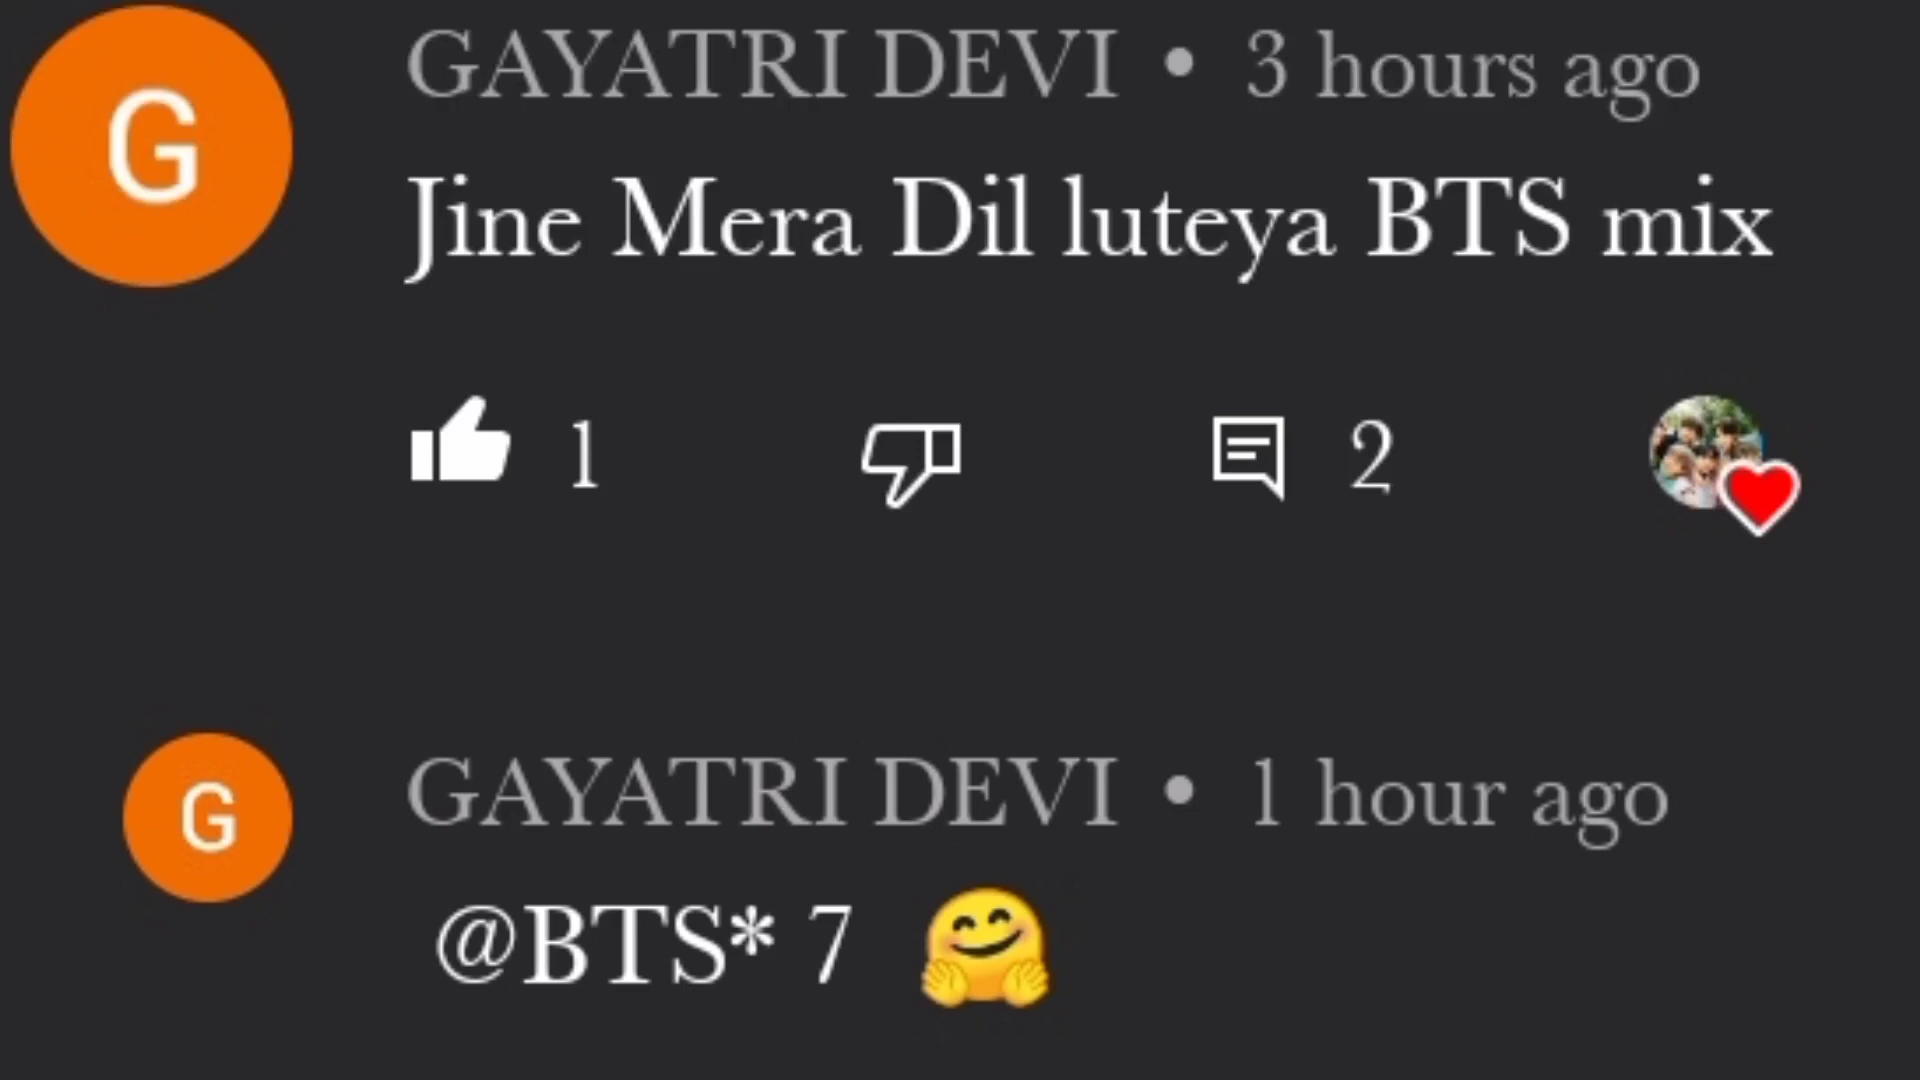 G
GAYATRI DEVI • 3 hours ago
Jine Mera Dil luteya BTS mix
1 2
G
GAYATRI DEVI • 1 hour ago
@BTS* 7 🤗